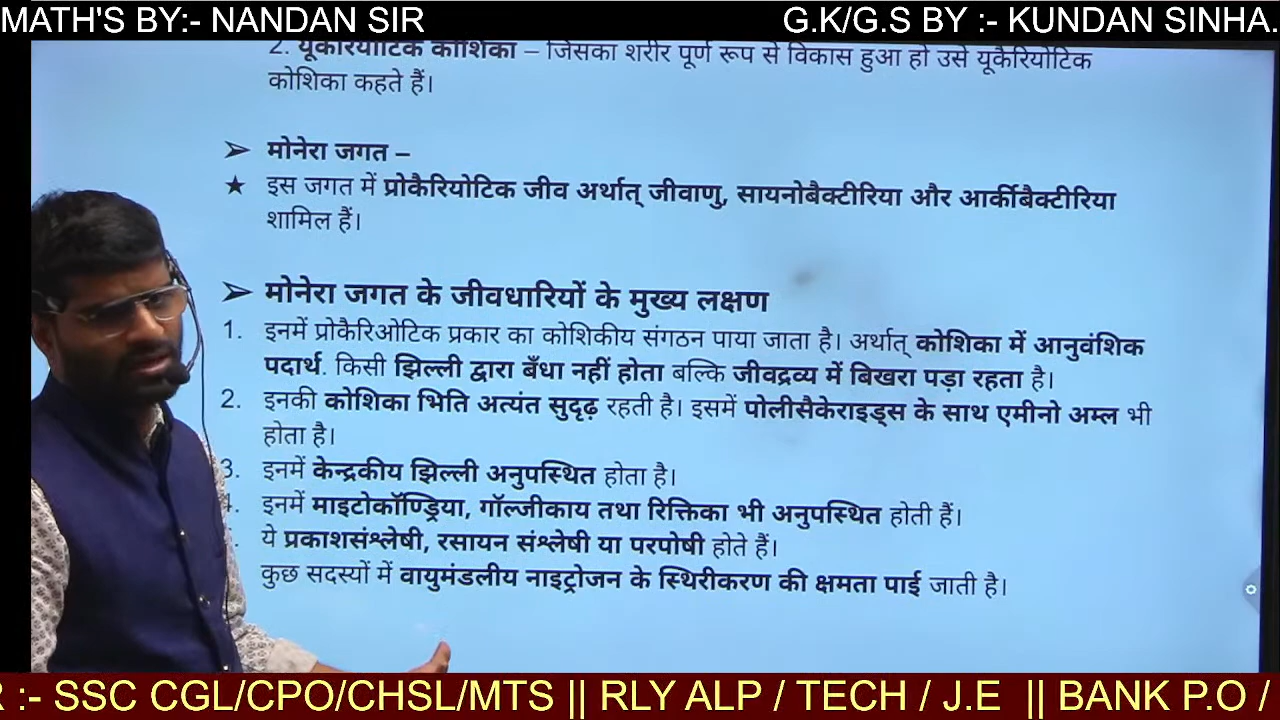 MATH'S BY:- NANDAN SIR
G.K/G.S BY :- KUNDAN SINHA.
2. यूकैरियोटिक कोशिका – जिसका शरीर पूर्ण रूप से विकास हुआ हो उसे यूकैरियोटिक
कोशिका कहते हैं।
➢ मोनेरा जगत –
★ इस जगत में प्रोकैरियोटिक जीव अर्थात् जीवाणु, सायनोबैक्टीरिया और आर्कीबैक्टीरिया
शामिल हैं।
➢ मोनेरा जगत के जीवधारियों के मुख्य लक्षण
1. इनमें प्रोकैरिओटिक प्रकार का कोशिकीय संगठन पाया जाता है। अर्थात् कोशिका में आनुवंशिक
पदार्थ. किसी झिल्ली द्वारा बँधा नहीं होता बल्कि जीवद्रव्य में बिखरा पड़ा रहता है।
2. इनकी कोशिका भिति अत्यंत सुदृढ़ रहती है। इसमें पोलीसैकेराइड्स के साथ एमीनो अम्ल भी
होता है।
3. इनमें केन्द्रकीय झिल्ली अनुपस्थित होता है।
इनमें माइटोकॉण्ड्रिया, गॉल्जीकाय तथा रिक्तिका भी अनुपस्थित होती हैं।
ये प्रकाशसंश्लेषी, रसायन संश्लेषी या परपोषी होते हैं।
कुछ सदस्यों में वायुमंडलीय नाइट्रोजन के स्थिरीकरण की क्षमता पाई जाती है।
R :- SSC CGL/CPO/CHSL/MTS || RLY ALP / TECH / J.E || BANK P.O /